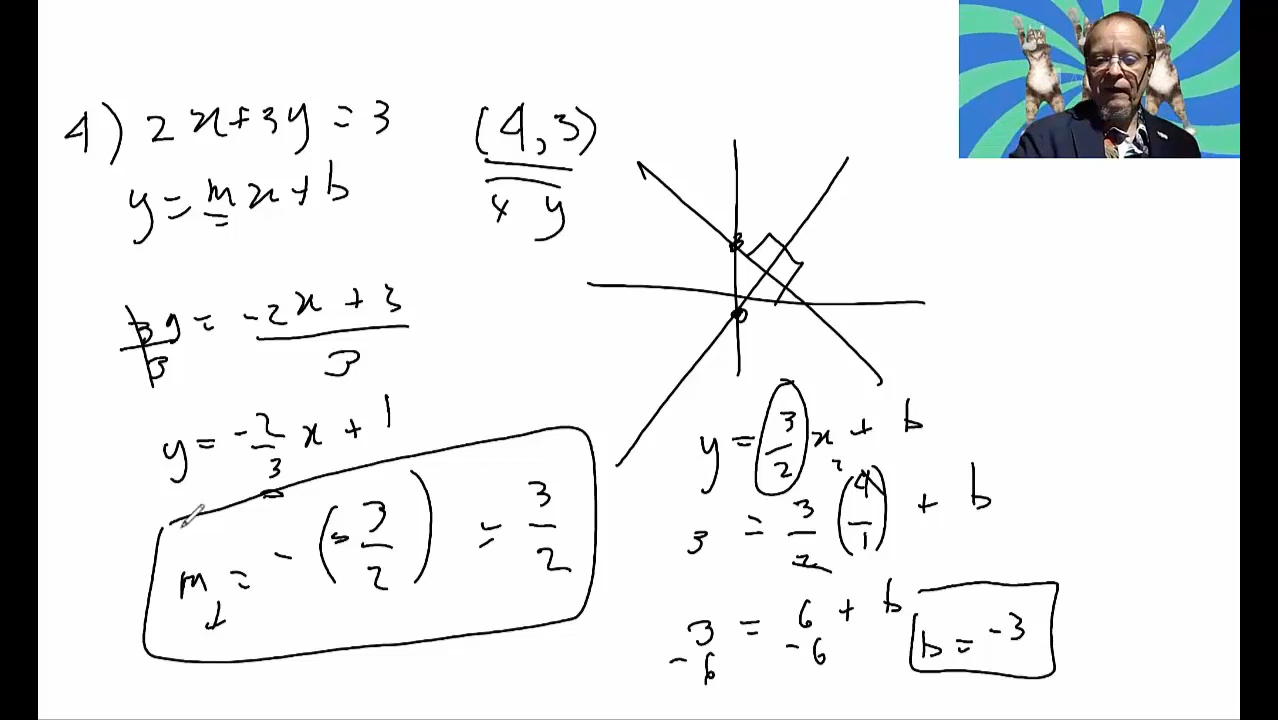 4) 2x+3y=3 (4,3)
y=mx+b x y
3y = -2x+3
3 3
y = -2/3 x + 1
m⊥ = -(-3/2) = 3/2
y = 3/2 x + b
3 = 3/2 (4/1) + b
2
3 = 6 + b
-6 -6
b = -3